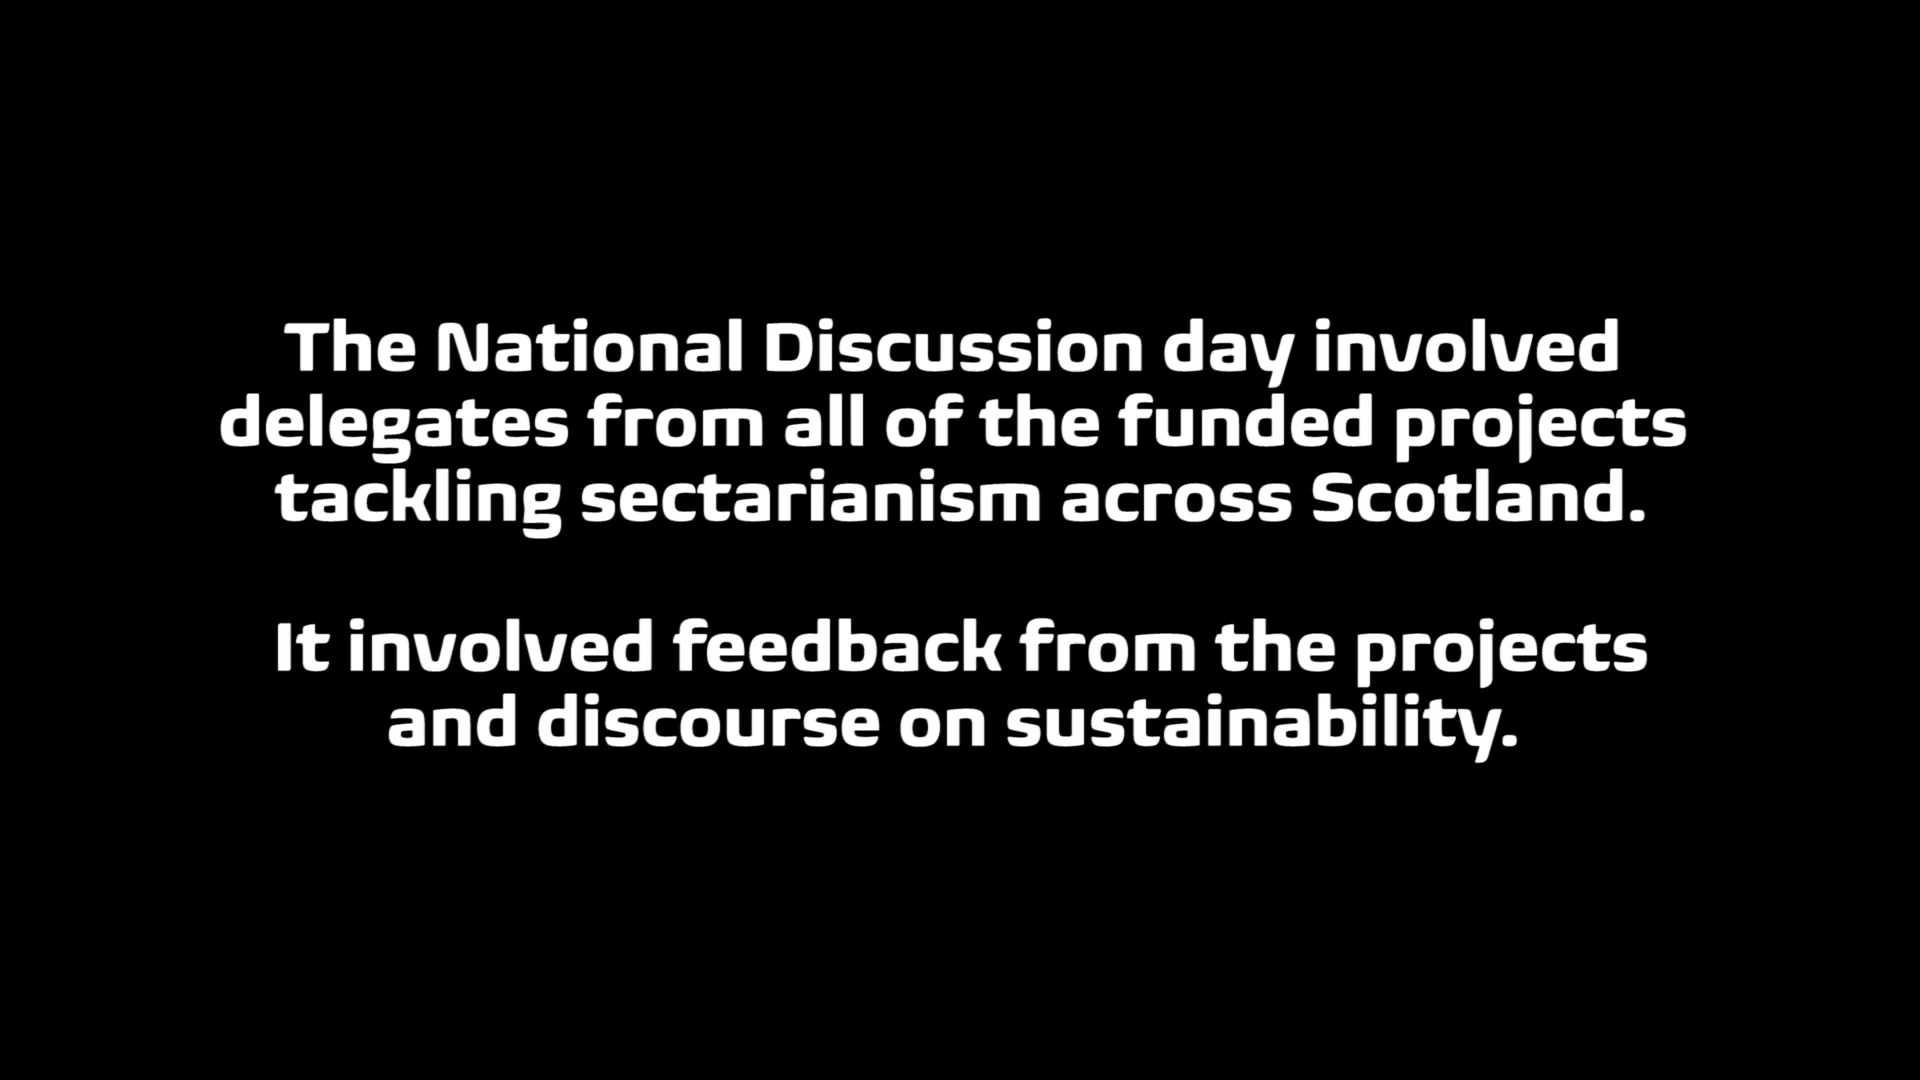 The National Discussion day involved
delegates from all of the funded projects
tackling sectarianism across Scotland.
It involved feedback from the projects
and discourse on sustainability.